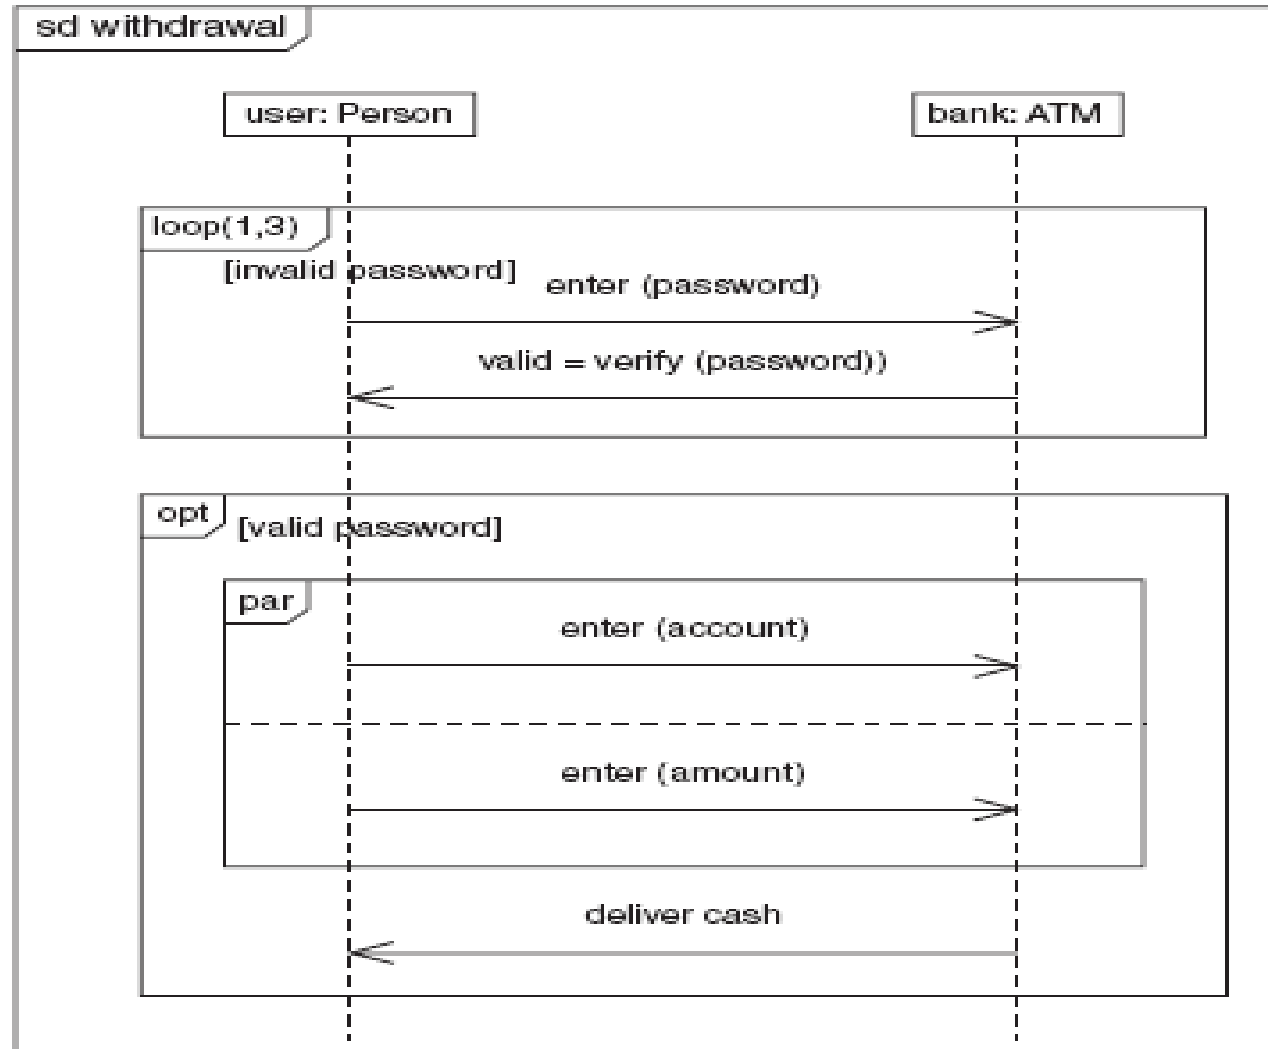 sd withdrawal
user: Person
bank: ATM
loop(1,3)
[invalid password]
enter (password)
valid = verify (password))
opt
[valid password]
par
enter (account)
enter (amount)
deliver cash